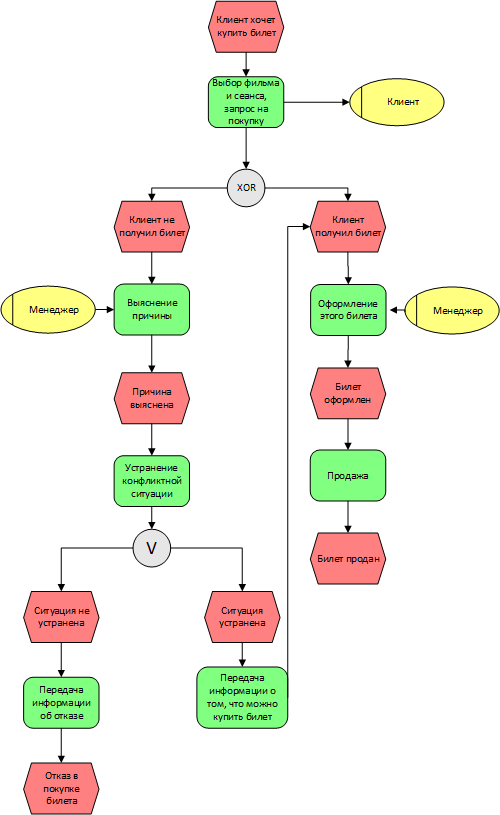 Клиент хочет
купить билет
Выбор фильма
и сеанса,
запрос на
покупку
Клиент
XOR
Клиент не
получил билет
Клиент
получил билет
Менеджер
Выяснение
причины
Оформление
этого билета
Менеджер
Причина
выяснена
Билет
оформлен
Устранение
конфликтной
ситуации
Продажа
V
Билет продан
Ситуация не
устранена
Ситуация
устранена
Передача
информации
об отказе
Передача
информации о
том, что можно
купить билет
Отказ в
покупке
билета